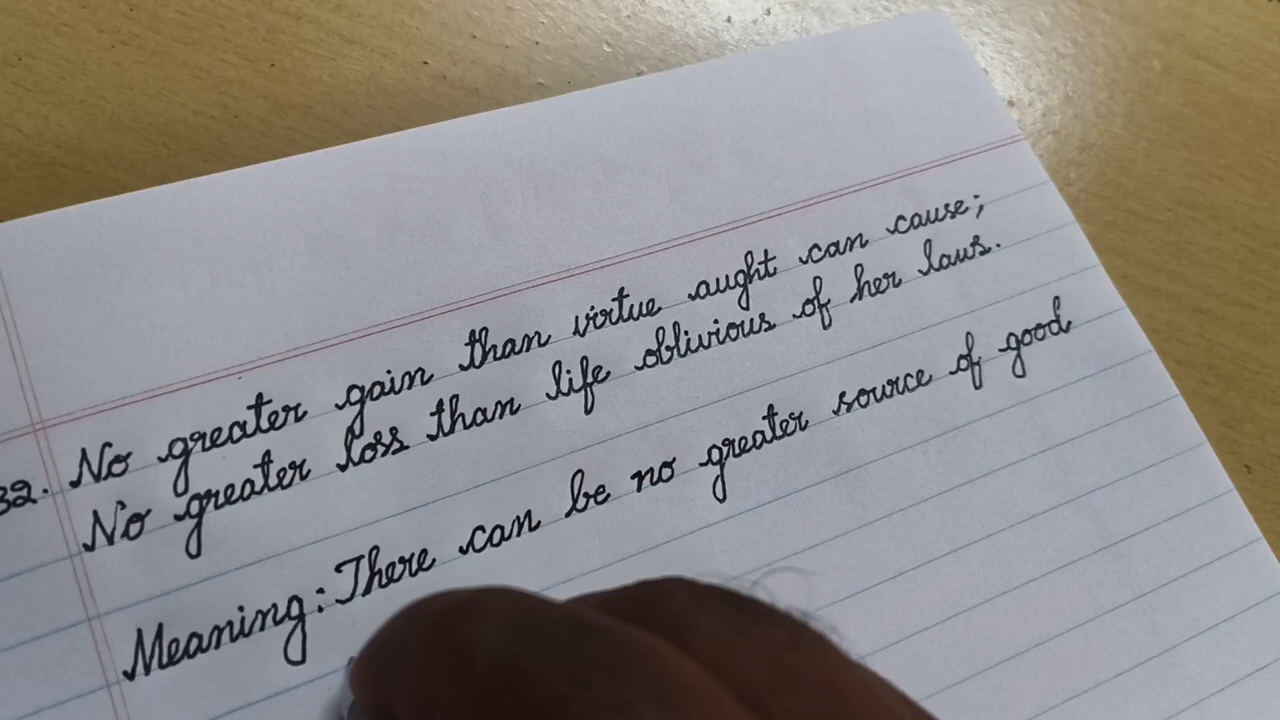 32. No greater gain than virtue aught can cause;
No greater loss than life oblivious of her laws.
Meaning: There can be no greater source of good